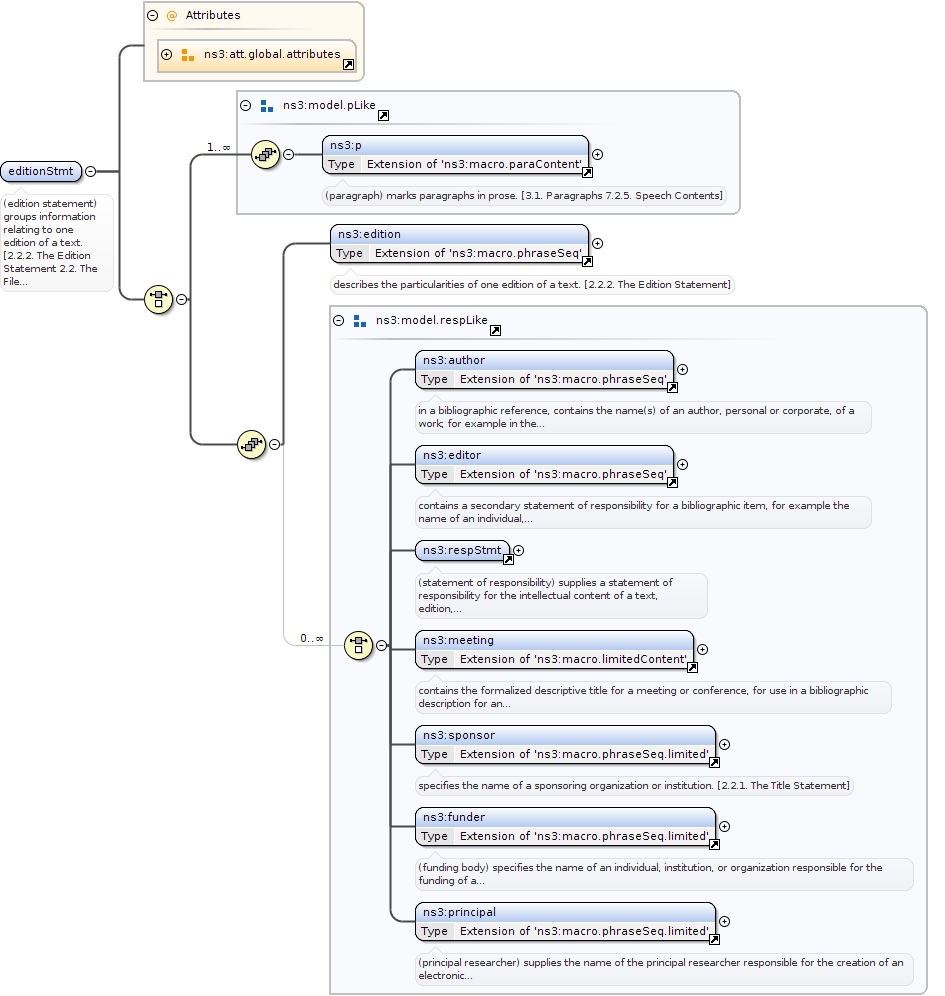 Attributes
ns3:att.global.attributes
ns3:model.pLike
1..∞
ns3:p
Type Extension of 'ns3:macro.paraContent'
(paragraph) marks paragraphs in prose. [3.1. Paragraphs 7.2.5. Speech Contents]
editionStmt
(edition statement)
groups information
relating to one
edition of a text.
[2.2.2. The Edition
Statement 2.2. The
File...
ns3:edition
Type Extension of 'ns3:macro.phraseSeq'
describes the particularities of one edition of a text. [2.2.2. The Edition Statement]
ns3:model.respLike
0..∞
ns3:author
Type Extension of 'ns3:macro.phraseSeq'
in a bibliographic reference, contains the name(s) of an author, personal or corporate, of a
work; for example in the...
ns3:editor
Type Extension of 'ns3:macro.phraseSeq'
contains a secondary statement of responsibility for a bibliographic item, for example the
name of an individual,...
ns3:respStmt
(statement of responsibility) supplies a statement of
responsibility for the intellectual content of a text,
edition,...
ns3:meeting
Type Extension of 'ns3:macro.limitedContent'
contains the formalized descriptive title for a meeting or conference, for use in a bibliographic
description for an...
ns3:sponsor
Type Extension of 'ns3:macro.phraseSeq.limited'
specifies the name of a sponsoring organization or institution. [2.2.1. The Title Statement]
ns3:funder
Type Extension of 'ns3:macro.phraseSeq.limited'
(funding body) specifies the name of an individual, institution, or organization responsible for the
funding of a...
ns3:principal
Type Extension of 'ns3:macro.phraseSeq.limited'
(principal researcher) supplies the name of the principal researcher responsible for the creation of an
electronic...